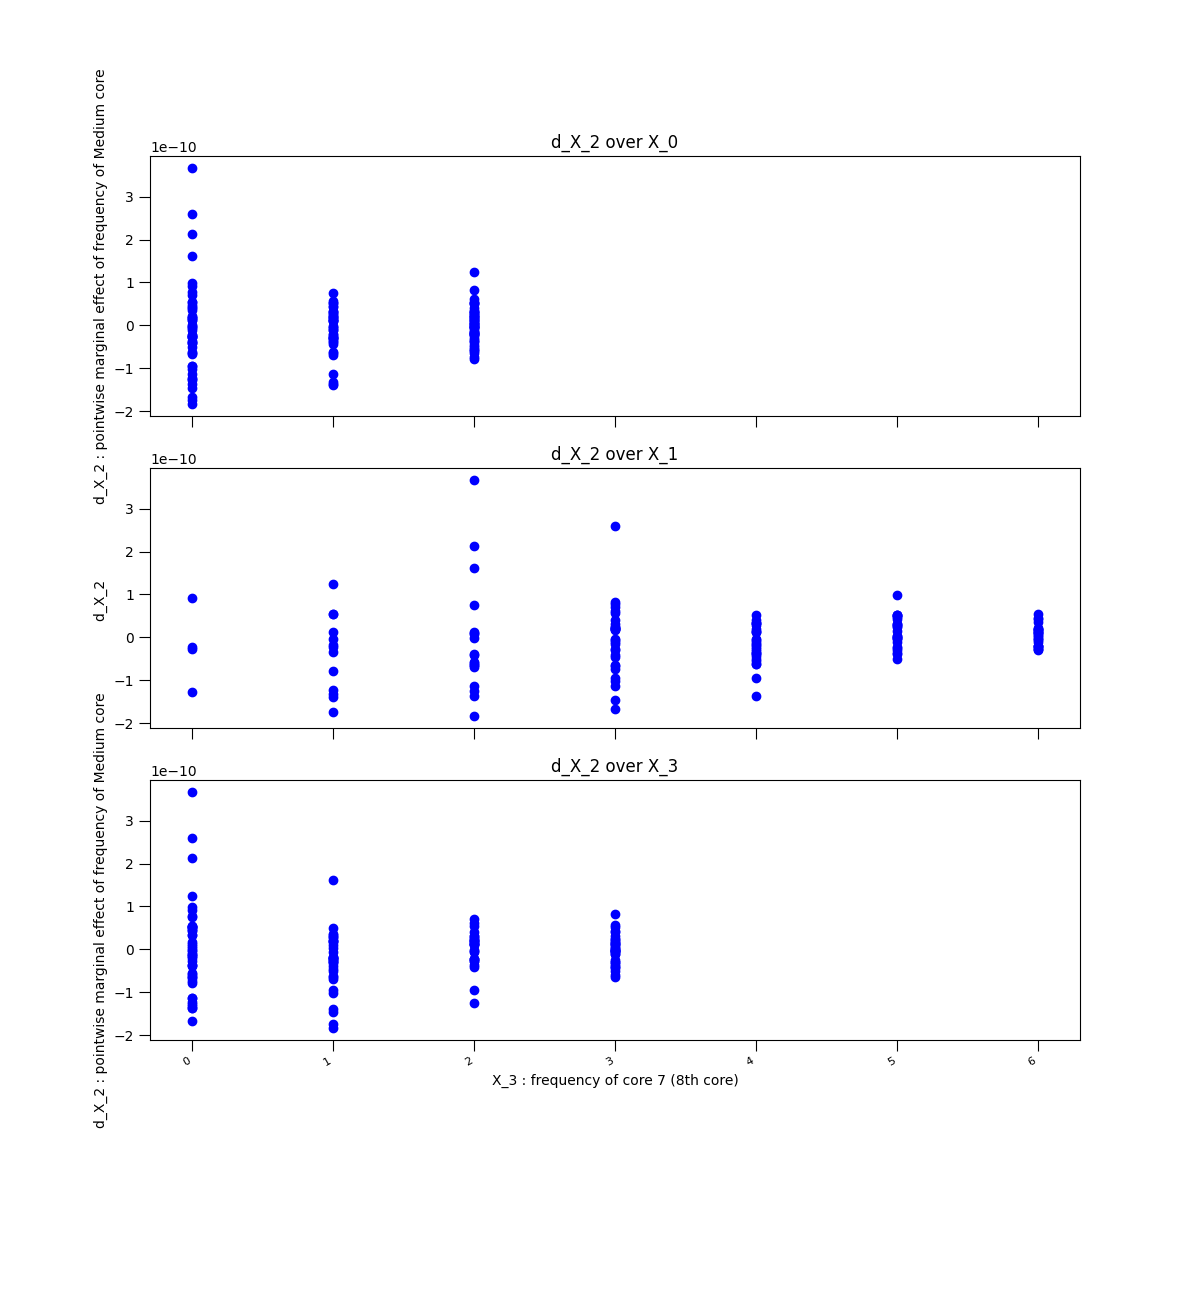 d_X_2 over X_0
1e−10
d_X_2 : pointwise marginal effect of frequency of Medium core
3
2
1
0
−1
−2
d_X_2 over X_1
1e−10
d_X_2
3
2
1
0
−1
−2
d_X_2 over X_3
1e−10
d_X_2 : pointwise marginal effect of frequency of Medium core
3
2
1
0
−1
−2
0 1 2 3 4 5 6
X_3 : frequency of core 7 (8th core)